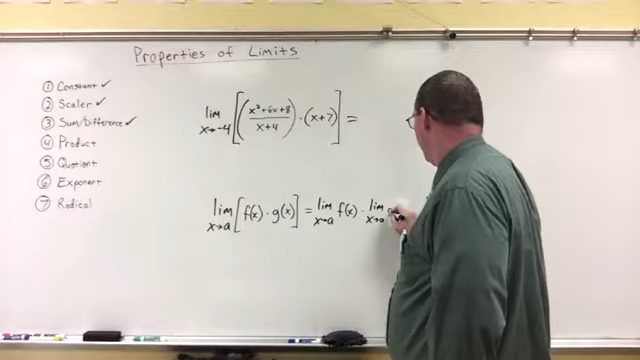 Properties of Limits
① Constant ✓
② Scaler ✓
③ Sum/Difference ✓
④ Product
⑤ Quotient
⑥ Exponent
⑦ Radical
lim x→-4 [((x²+6x+8)/(x+4)) · (x+7)] =
lim x→a [f(x) · g(x)] = lim x→a f(x) · lim x→a